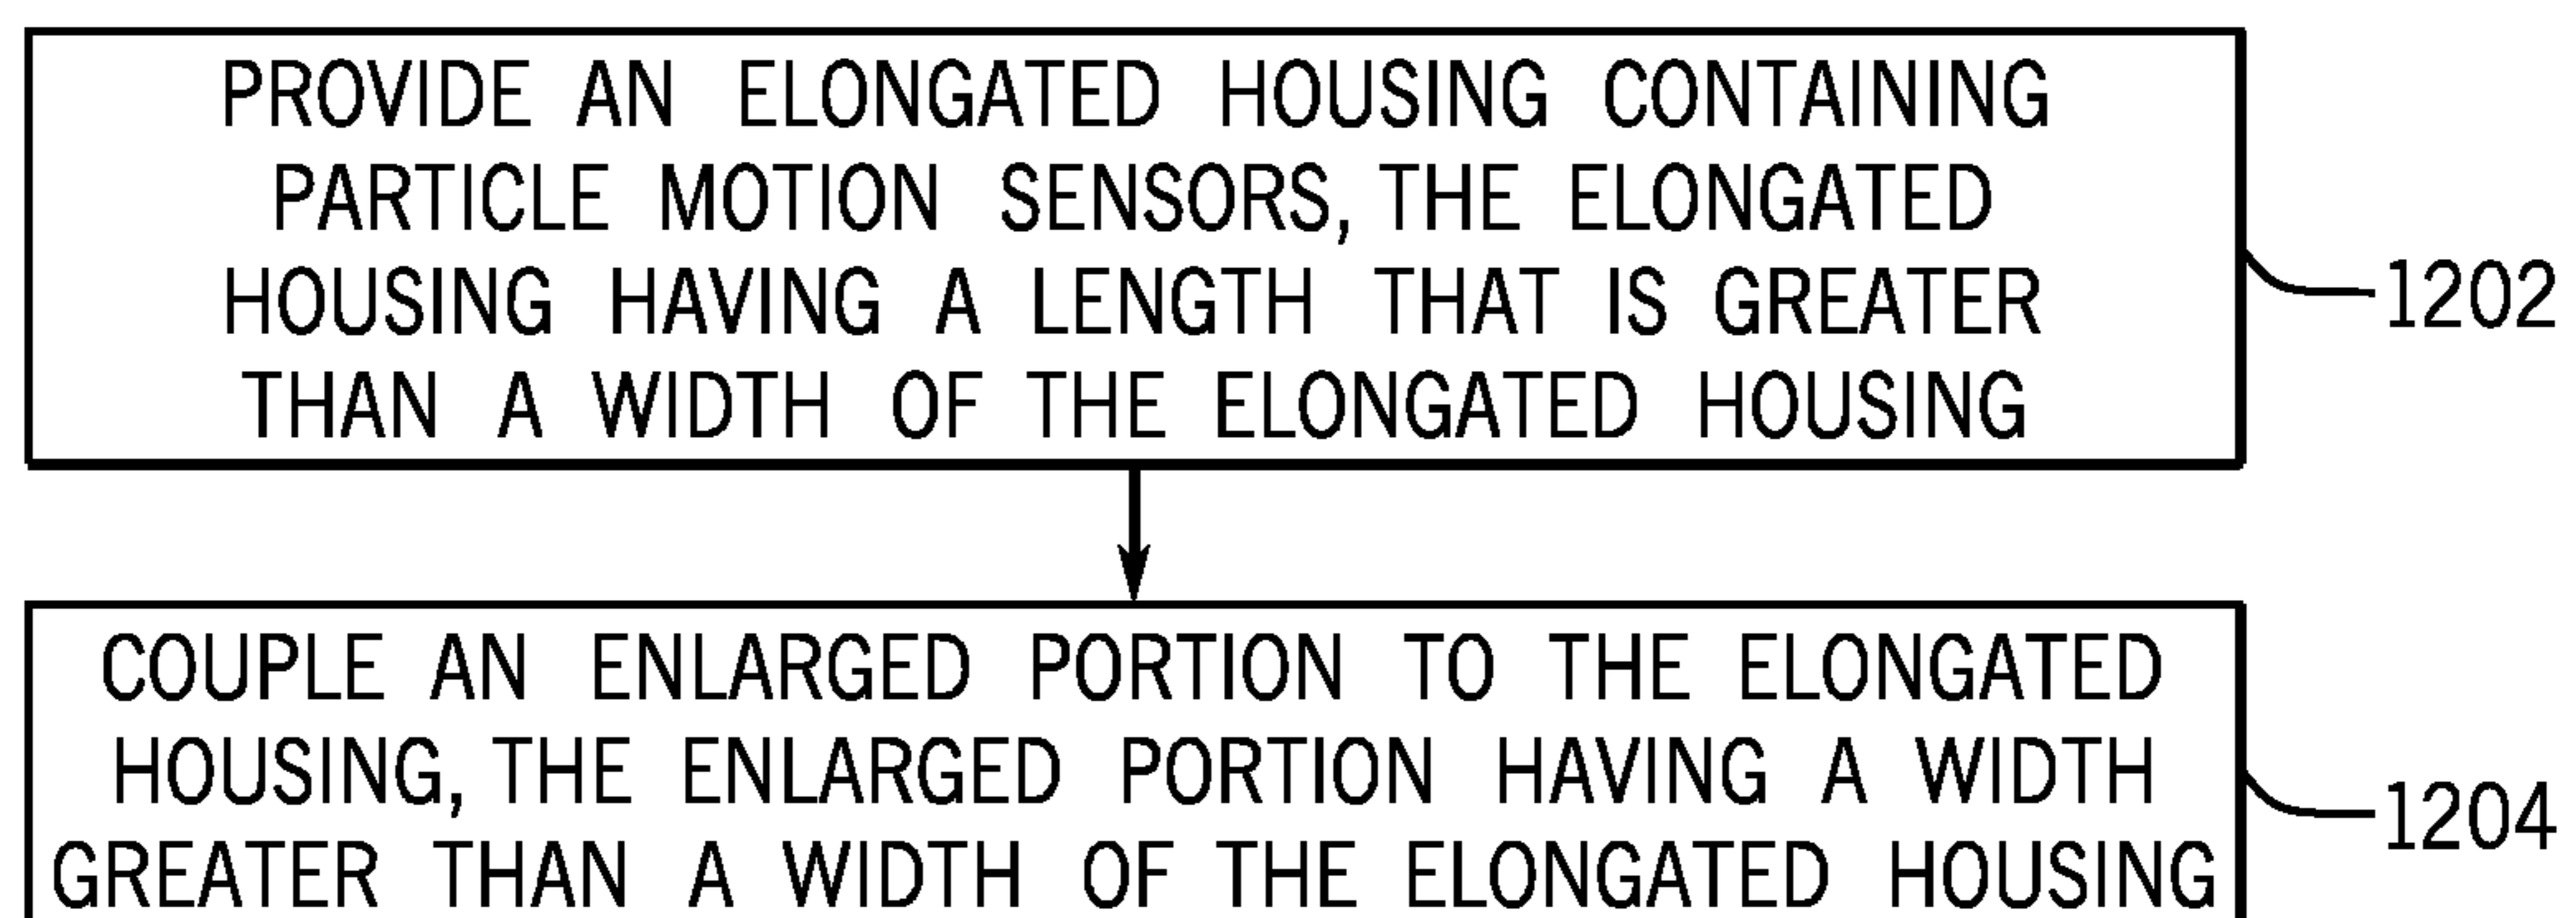 PROVIDE AN ELONGATED HOUSING CONTAINING
PARTICLE MOTION SENSORS, THE ELONGATED
HOUSING HAVING A LENGTH THAT IS GREATER
THAN A WIDTH OF THE ELONGATED HOUSING
1202
COUPLE AN ENLARGED PORTION TO THE ELONGATED
HOUSING, THE ENLARGED PORTION HAVING A WIDTH
GREATER THAN A WIDTH OF THE ELONGATED HOUSING
1204